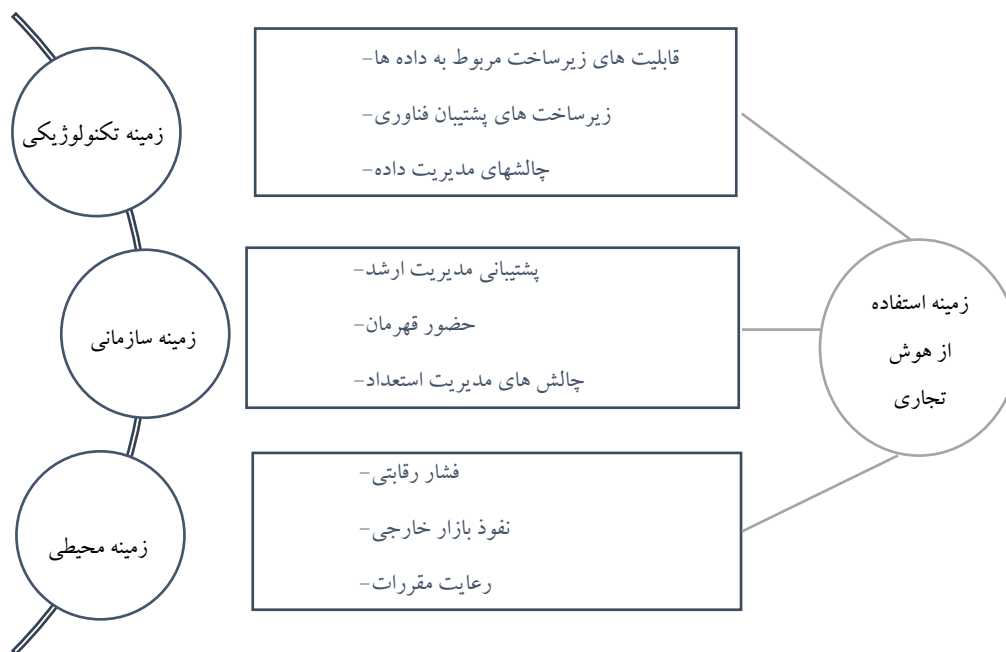 قابلیت های زیرساخت مربوط به داده ها-
زیرساخت های پشتیبان فناوری-
چالشهای مدیریت داده-
زمینه تکنولوژیکی
پشتیبانی مدیریت ارشد-
حضور قهرمان-
چالش های مدیریت استعداد-
زمینه سازمانی
زمینه استفاده
از هوش
تجاری
فشار رقابتی-
نفوذ بازار خارجی-
رعایت مقررات-
زمینه محیطی